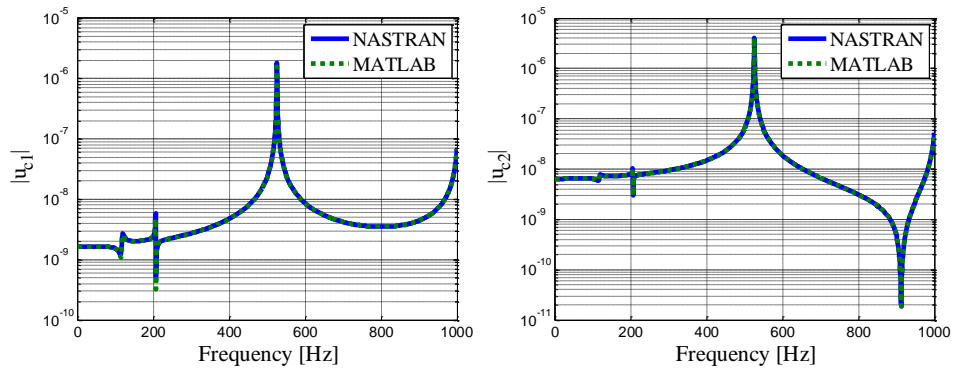 10^-5
10^-6
10^-7
10^-8
10^-9
10^-10
|u_c1|
NASTRAN
MATLAB
0 200 400 600 800 1000
Frequency [Hz]
10^-5
10^-6
10^-7
10^-8
10^-9
10^-10
10^-11
|u_c2|
NASTRAN
MATLAB
0 200 400 600 800 1000
Frequency [Hz]